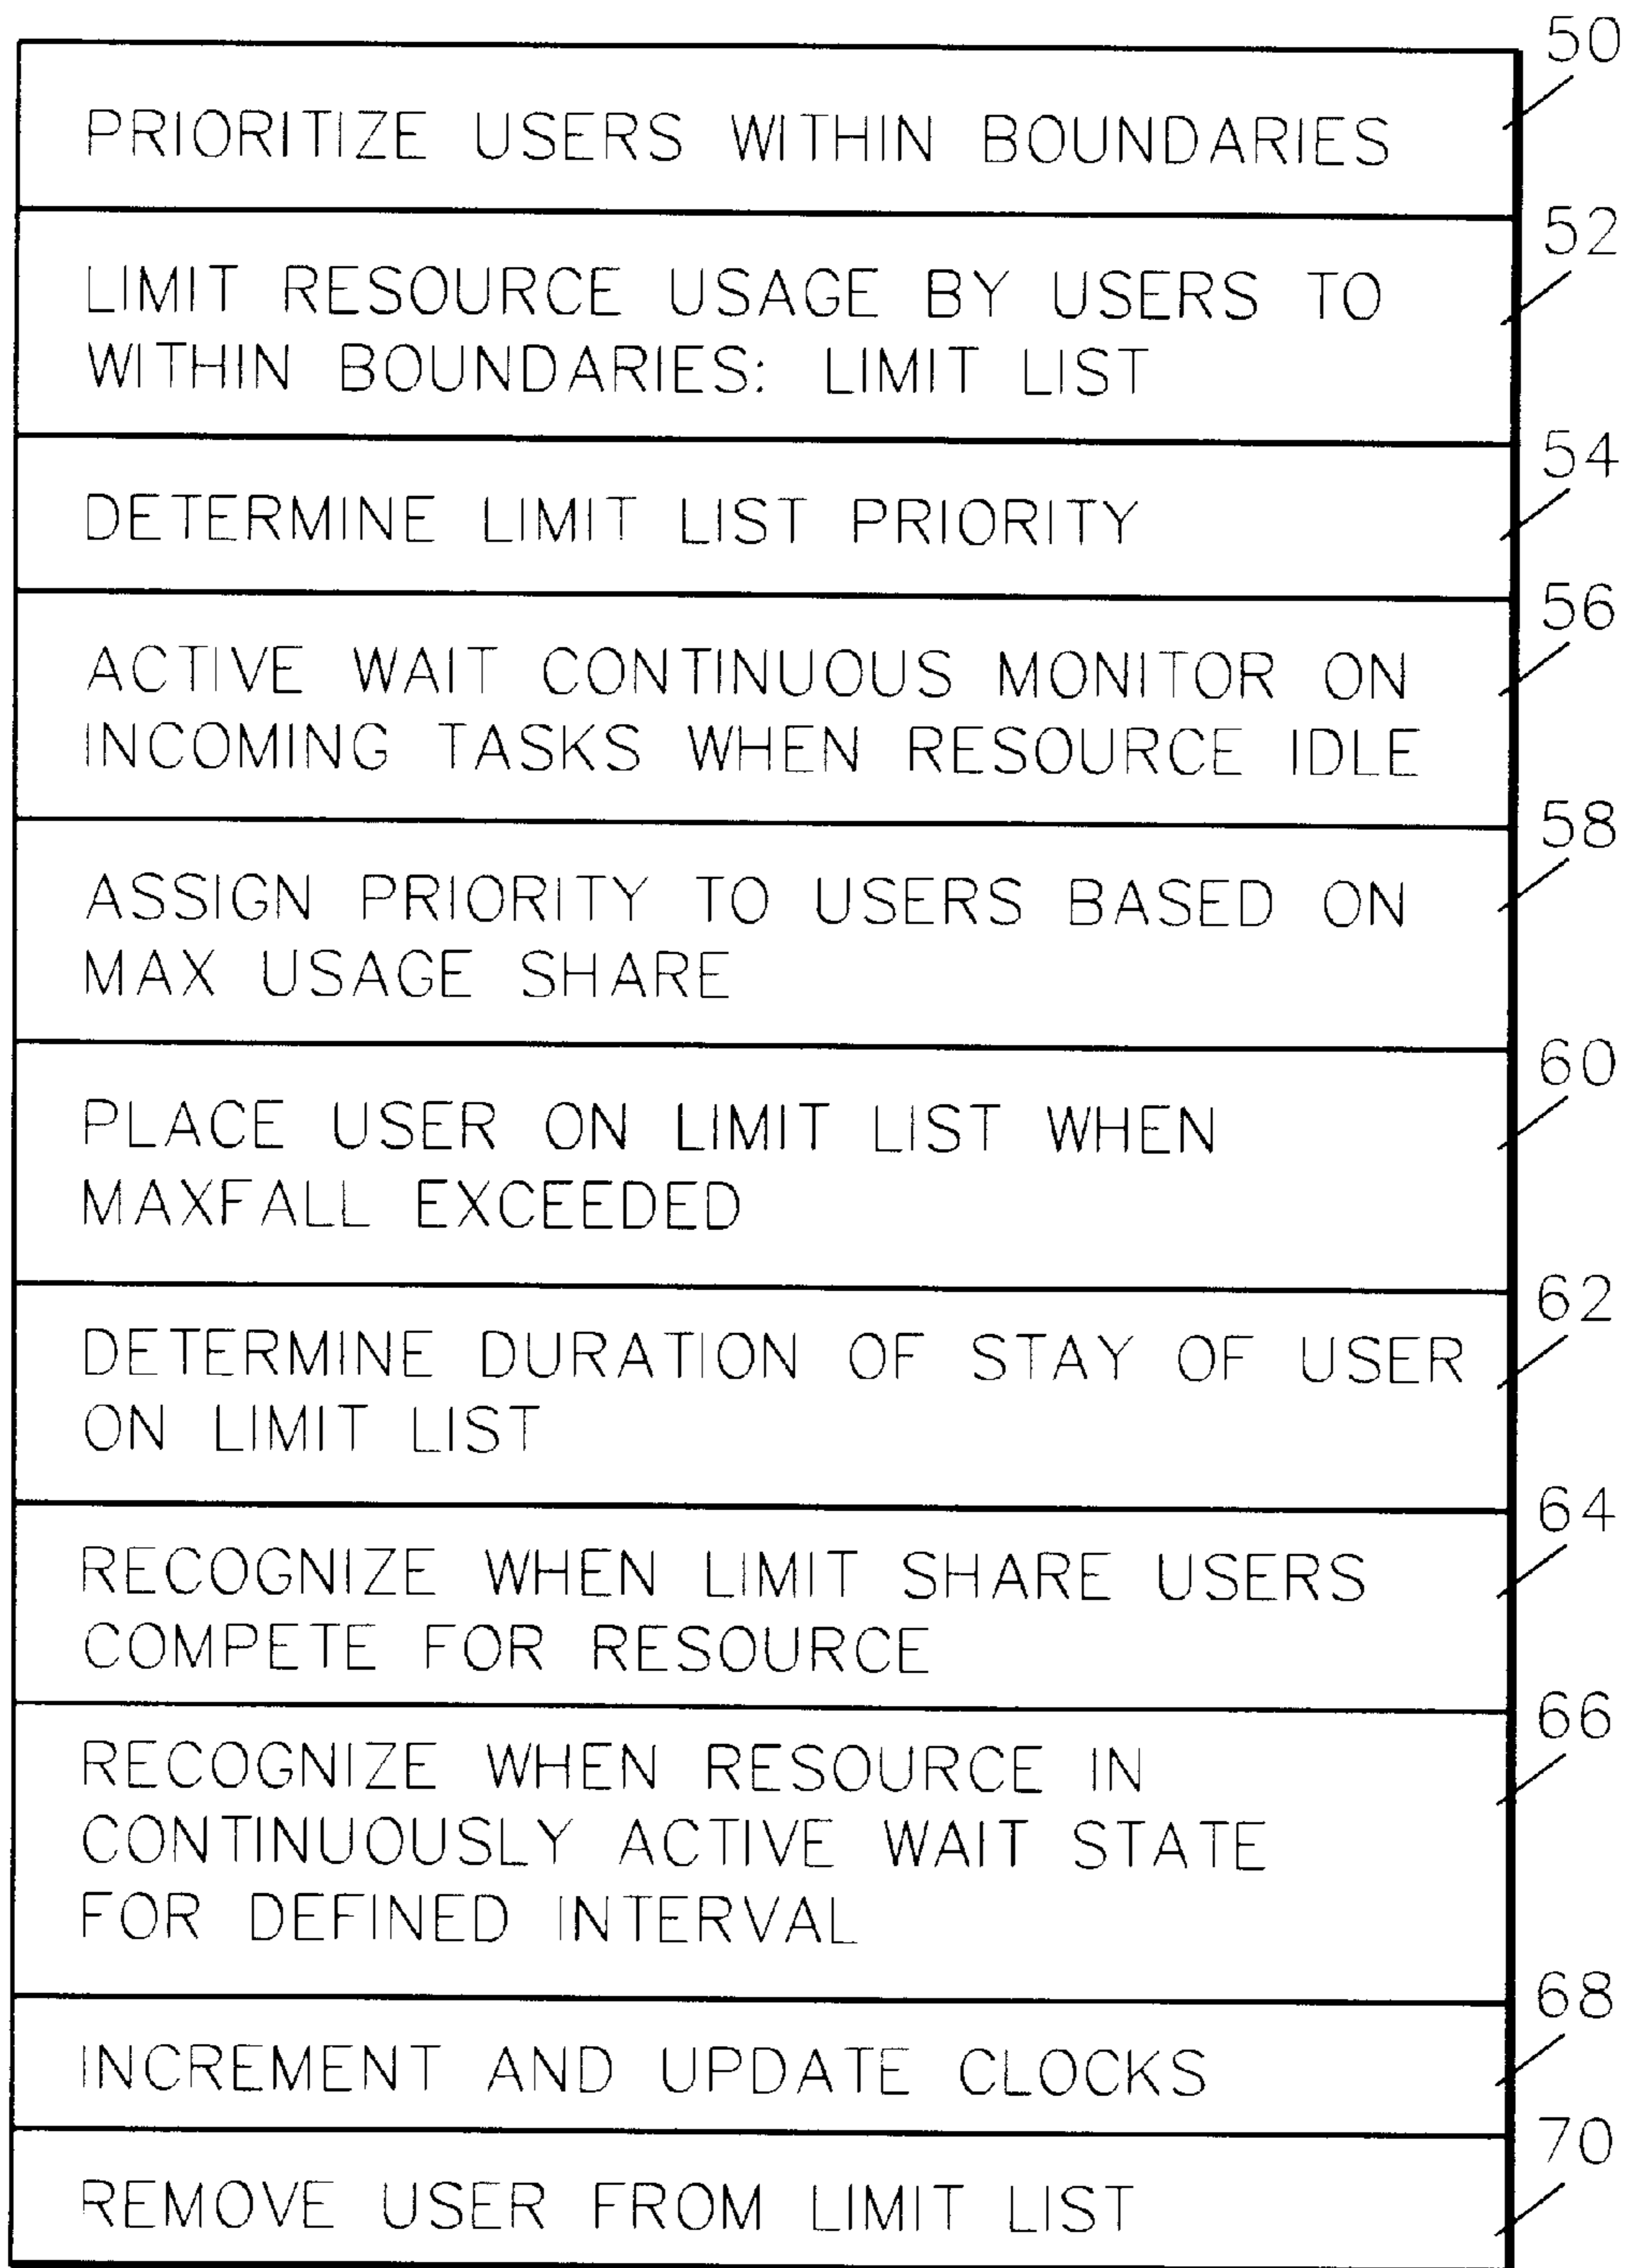 50
PRIORITIZE USERS WITHIN BOUNDARIES
52
LIMIT RESOURCE USAGE BY USERS TO
WITHIN BOUNDARIES: LIMIT LIST
54
DETERMINE LIMIT LIST PRIORITY
56
ACTIVE WAIT CONTINUOUS MONITOR ON
INCOMING TASKS WHEN RESOURCE IDLE
58
ASSIGN PRIORITY TO USERS BASED ON
MAX USAGE SHARE
60
PLACE USER ON LIMIT LIST WHEN
MAXFALL EXCEEDED
62
DETERMINE DURATION OF STAY OF USER
ON LIMIT LIST
64
RECOGNIZE WHEN LIMIT SHARE USERS
COMPETE FOR RESOURCE
66
RECOGNIZE WHEN RESOURCE IN
CONTINUOUSLY ACTIVE WAIT STATE
FOR DEFINED INTERVAL
68
INCREMENT AND UPDATE CLOCKS
70
REMOVE USER FROM LIMIT LIST